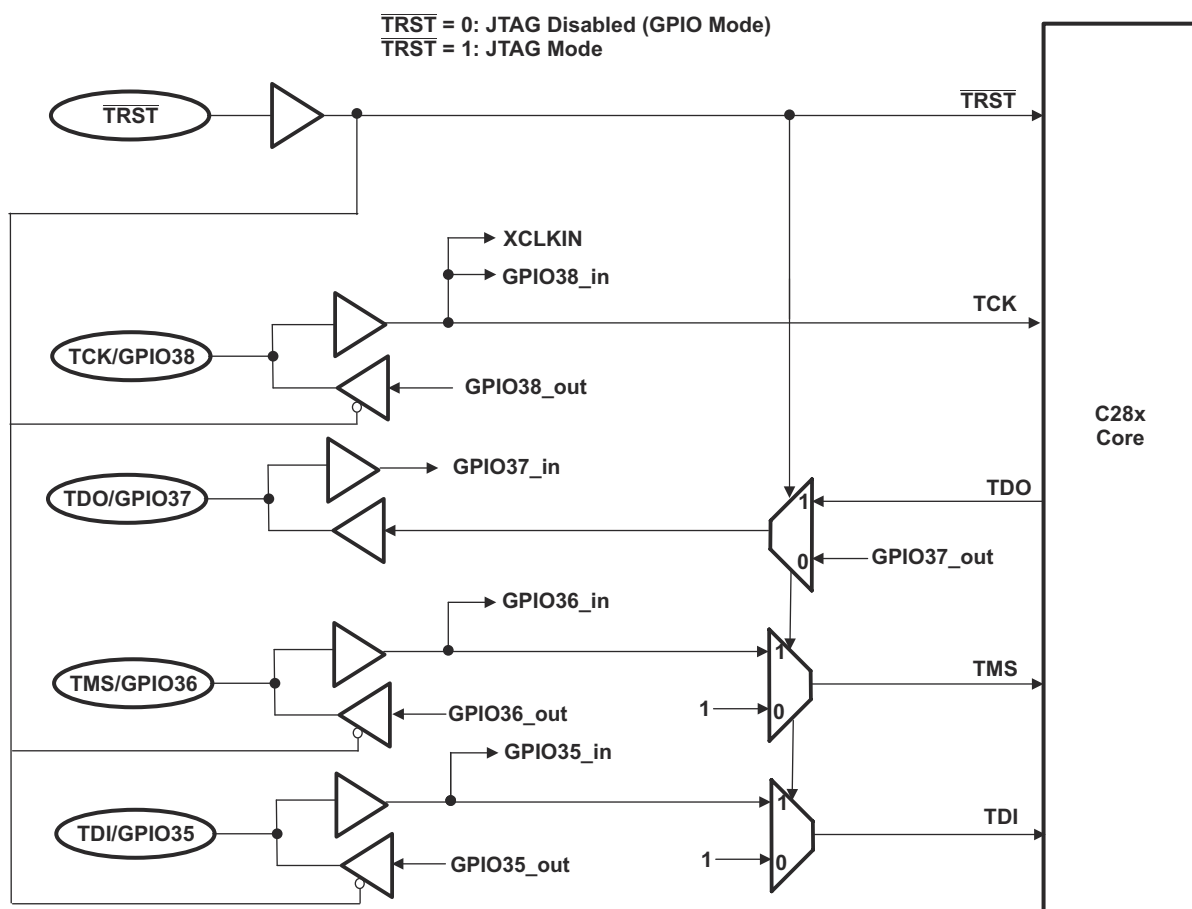 TRST = 0: JTAG Disabled (GPIO Mode)
TRST = 1: JTAG Mode
TRST
TRST
XCLKIN
GPIO38_in
TCK
TCK/GPIO38
GPIO38_out
C28x
Core
GPIO37_in
TDO/GPIO37
1
TDO
0
GPIO37_out
GPIO36_in
1
TMS/GPIO36
TMS
GPIO36_out
1
0
GPIO35_in
1
TDI/GPIO35
TDI
GPIO35_out
1
0